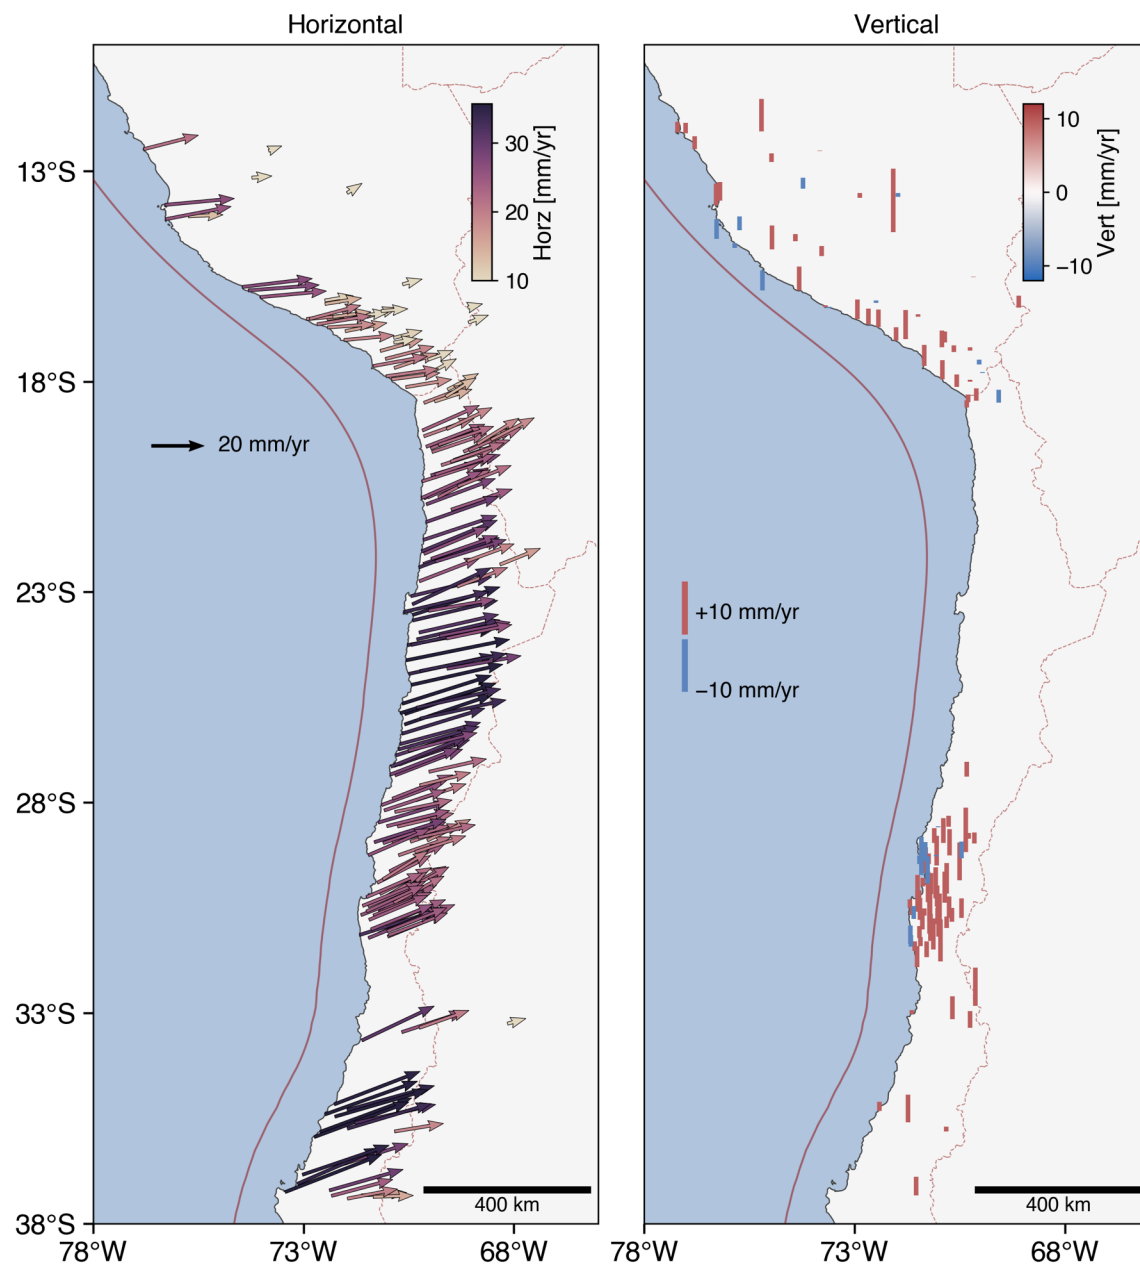 Horizontal
Vertical
30
20
10
Horz [mm/yr]
10
0
−10
Vert [mm/yr]
13°S
18°S
23°S
28°S
33°S
38°S
20 mm/yr
+10 mm/yr
−10 mm/yr
400 km
400 km
78°W
73°W
68°W
78°W
73°W
68°W